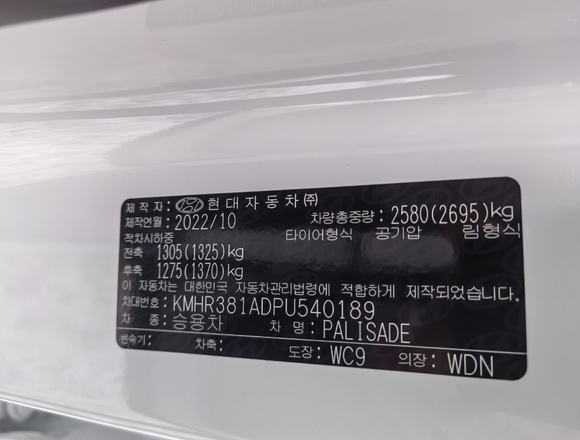 제 작 자 : 현대자동차㈜
제작연월 : 2022/10 차량총중량 : 2580(2695)kg
적차시하중 타이어형식 공기압 림형식
전축 1305(1325)kg
후축 1275(1370)kg
이 자동차는 대한민국 자동차관리법령에 적합하게 제작되었습니다.
차대번호 : KMHR381ADPU540189
차 종 : 승용차 차 명 : PALISADE
변속기 : 차축 : 도장 : WC9 의장 : WDN